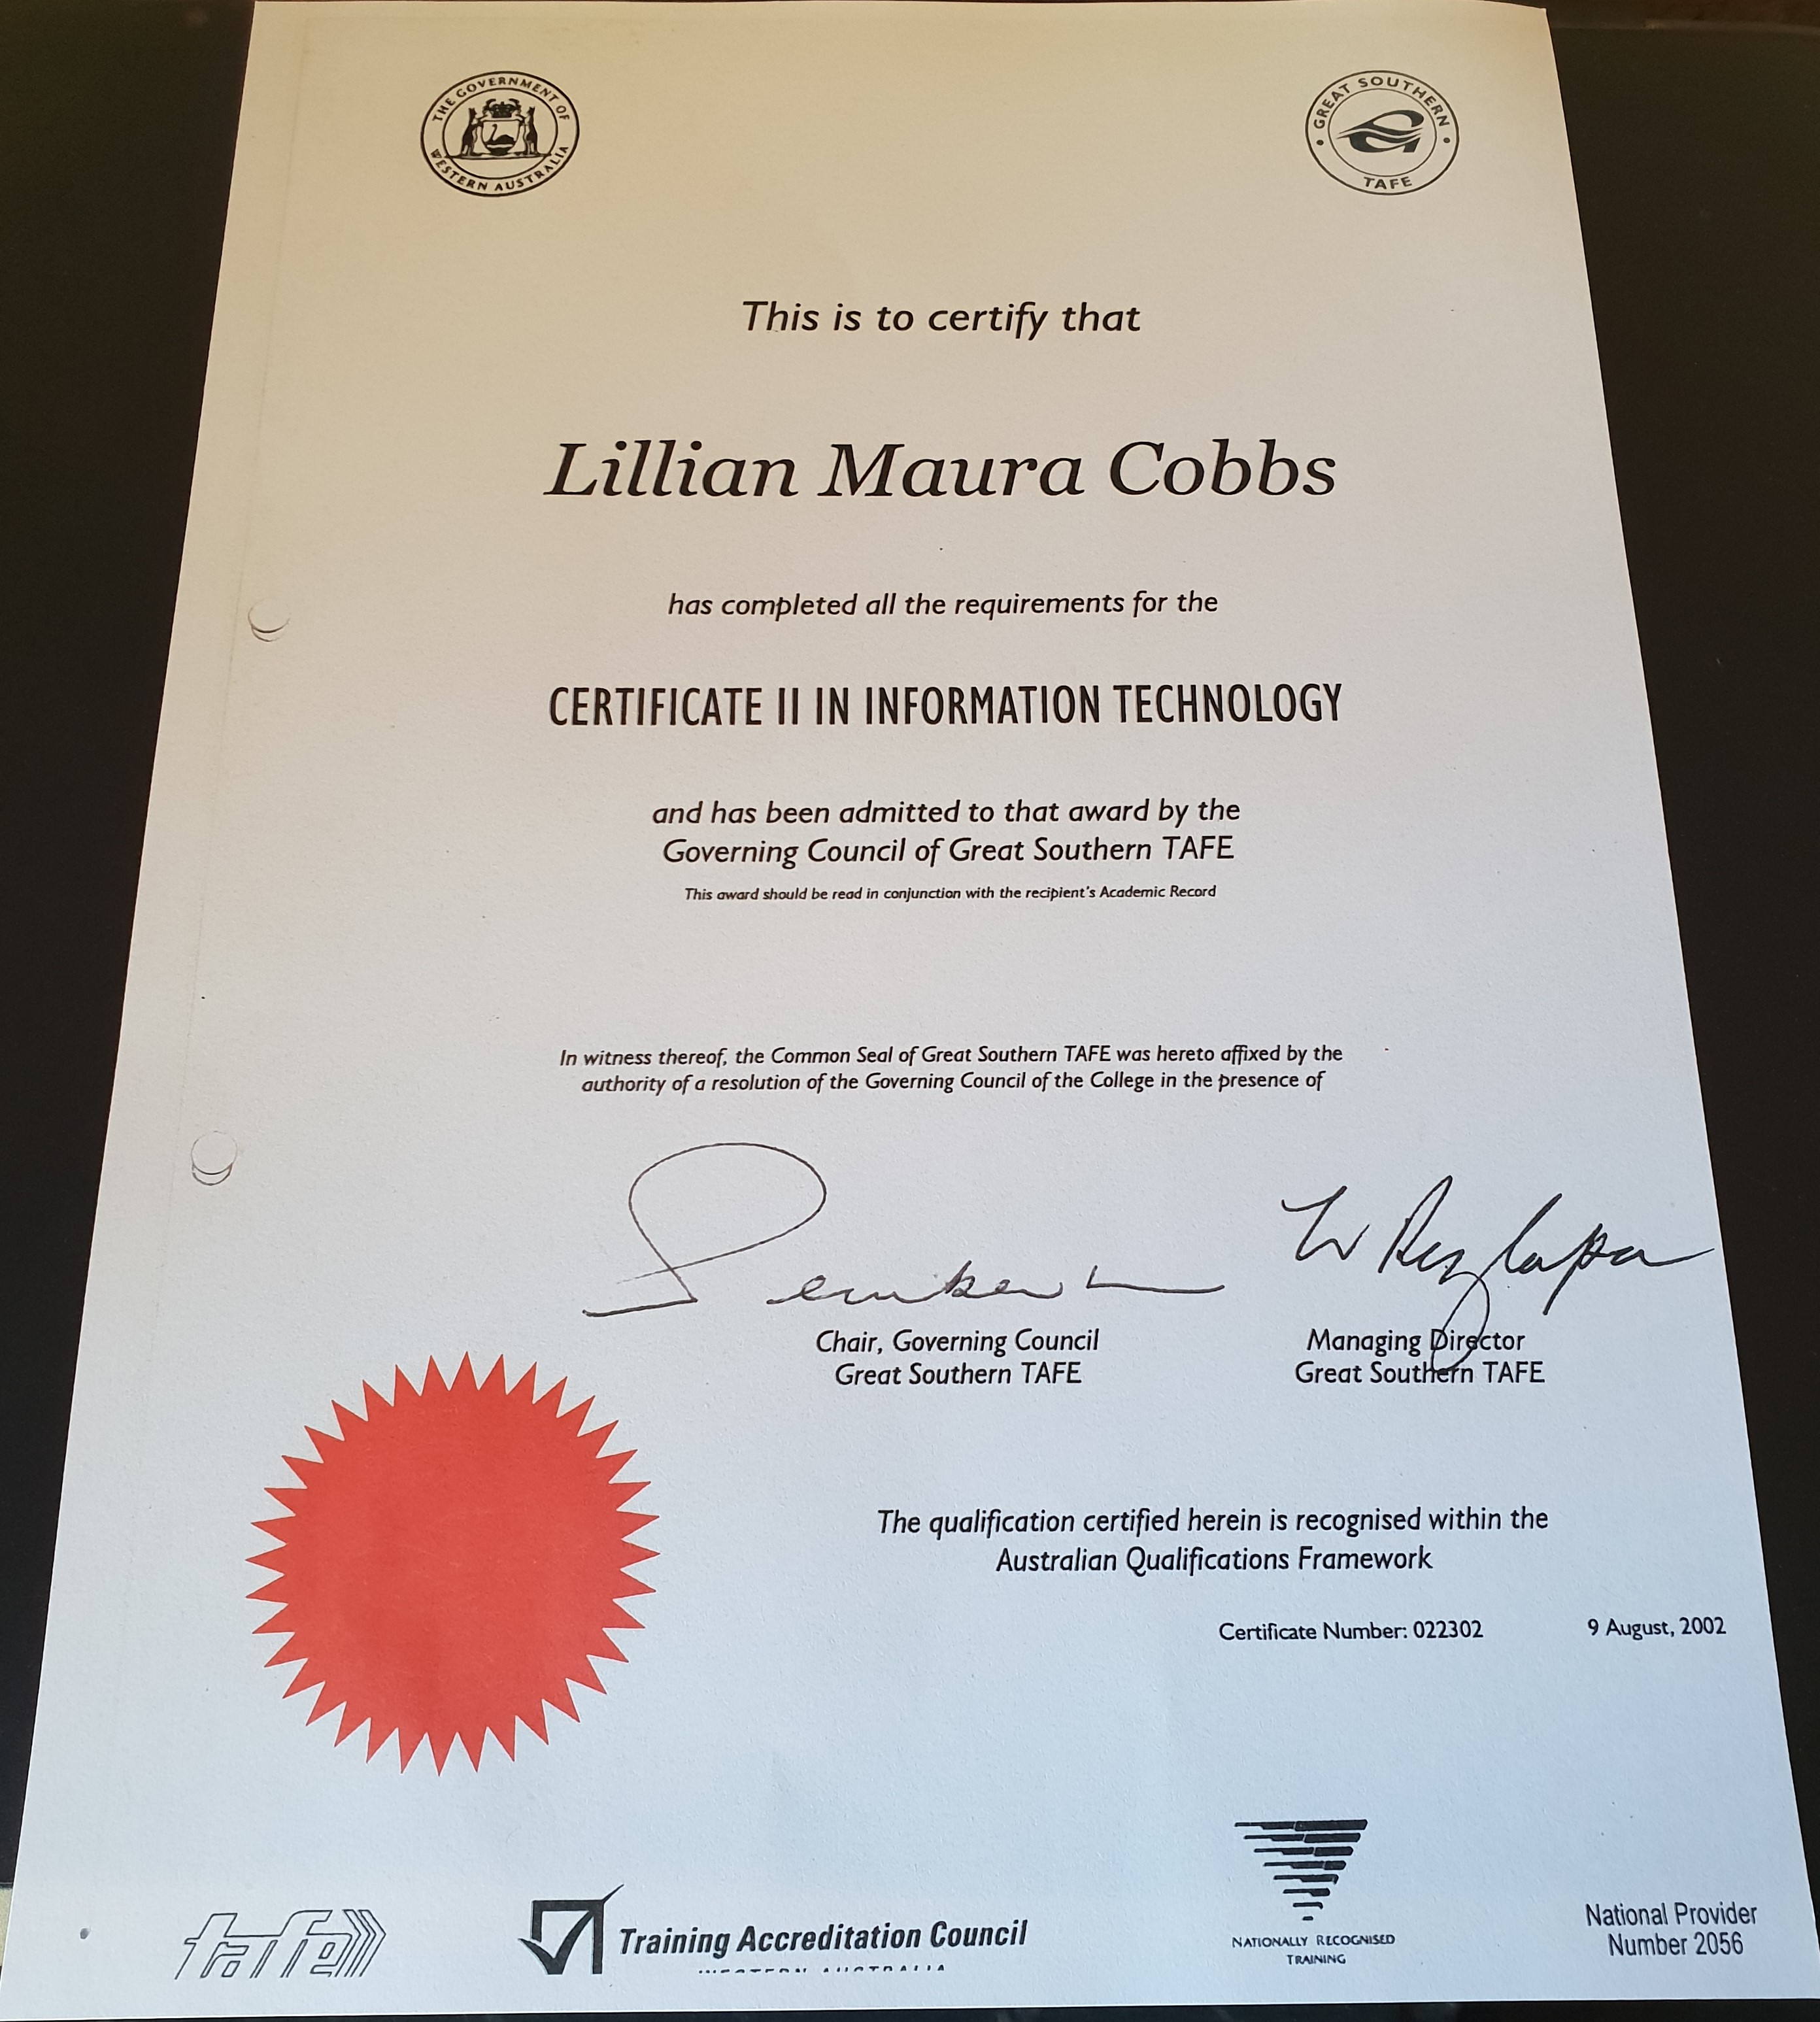 THE GOVERNMENT OF
WESTERN AUSTRALIA
GREAT SOUTHERN
TAFE
This is to certify that
Lillian Maura Cobbs
has completed all the requirements for the
CERTIFICATE II IN INFORMATION TECHNOLOGY
and has been admitted to that award by the
Governing Council of Great Southern TAFE
This award should be read in conjunction with the recipient's Academic Record
In witness thereof, the Common Seal of Great Southern TAFE was hereto affixed by the
authority of a resolution of the Governing Council of the College in the presence of
Chair, Governing Council
Great Southern TAFE
Managing Director
Great Southern TAFE
The qualification certified herein is recognised within the
Australian Qualifications Framework
Certificate Number: 022302
9 August, 2002
tafe
Training Accreditation Council
WESTERN AUSTRALIA
NATIONALLY RECOGNISED
TRAINING
National Provider
Number 2056